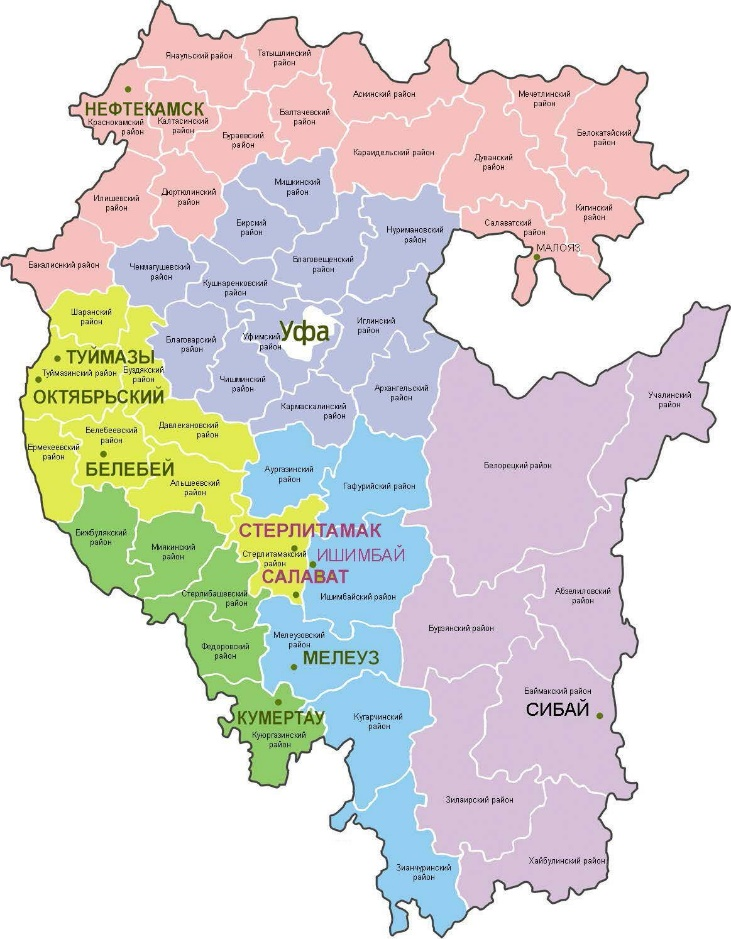 Янаульский район
Татышлинский
район
Аскинский район
Мечетлинский
район
НЕФТЕКАМСК
Краснокамский
район
Калтасинский
район
Балтачевский
район
Бураевский
район
Караидельский район
Дуванский
район
Белокатайский
район
Мишкинский
район
Дюртюлинский
район
Илишевский
район
Кигинский
район
Салаватский
район
Бирский
район
Нуримановский
район
МАЛОЯЗ
Бакалинский район
Чекмагушевский
район
Благовещенский
район
Кушнаренковский
район
Шаранский
район
Уфа
Иглинский
район
Уфимский
район
Благоварский
район
ТУЙМАЗЫ
Туймазинский район
Буздякский
район
Чишминский
район
Архангельский
район
ОКТЯБРЬСКИЙ
Учалинский
район
Кармаскалинский
район
Давлекановский
район
Белебеевский
район
Ермекеевский
район
БЕЛЕБЕЙ
Аургазинский
район
Белорецкий район
Альшеевский
район
Гафурийский район
Бижбулякский
район
СТЕРЛИТАМАК
Миякинский
район
Стерлитамакский
район
ИШИМБАЙ
САЛАВАТ
Стерлибашевский
район
Ишимбайский район
Абзелиловский
район
Бурзянский район
Мелеузовский
район
Федоровский
район
МЕЛЕУЗ
Баймакский район
СИБАЙ
КУМЕРТАУ
Куюргазинский
район
Кугарчинский
район
Зилаирский район
Зианчуринский
район
Хайбулинский район